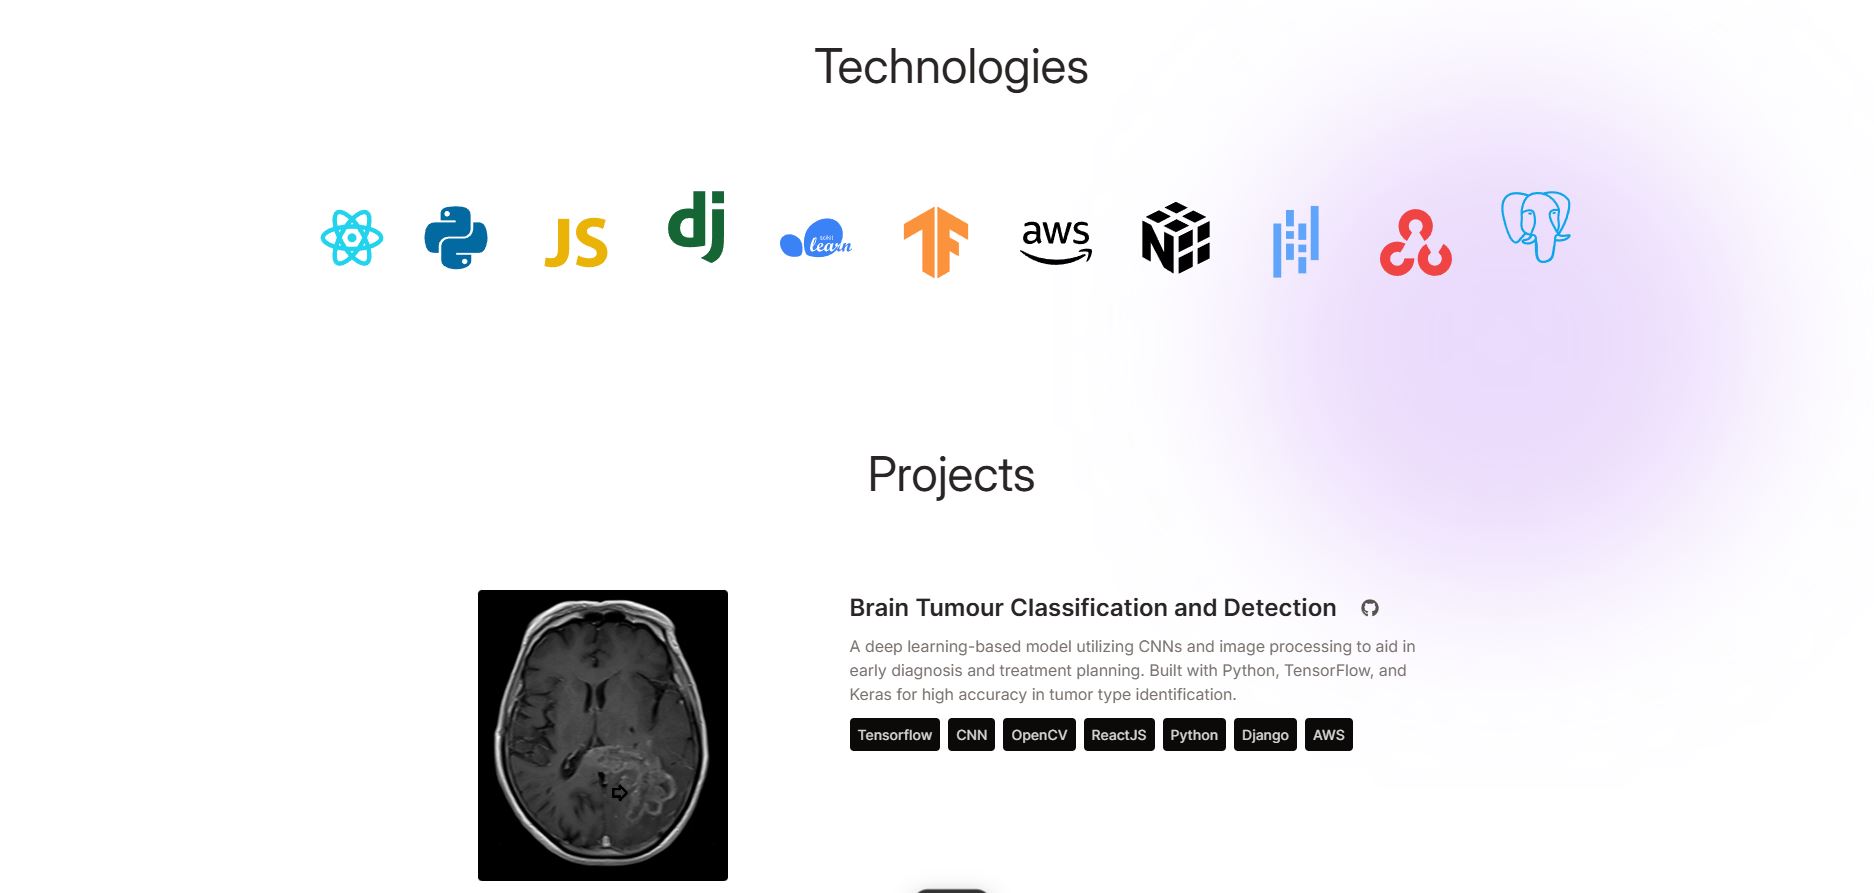 Technologies
JS
dj
scikit
learn
aws
N
Projects
Brain Tumour Classification and Detection
A deep learning-based model utilizing CNNs and image processing to aid in
early diagnosis and treatment planning. Built with Python, TensorFlow, and
Keras for high accuracy in tumor type identification.
Tensorflow CNN OpenCV ReactJS Python Django AWS